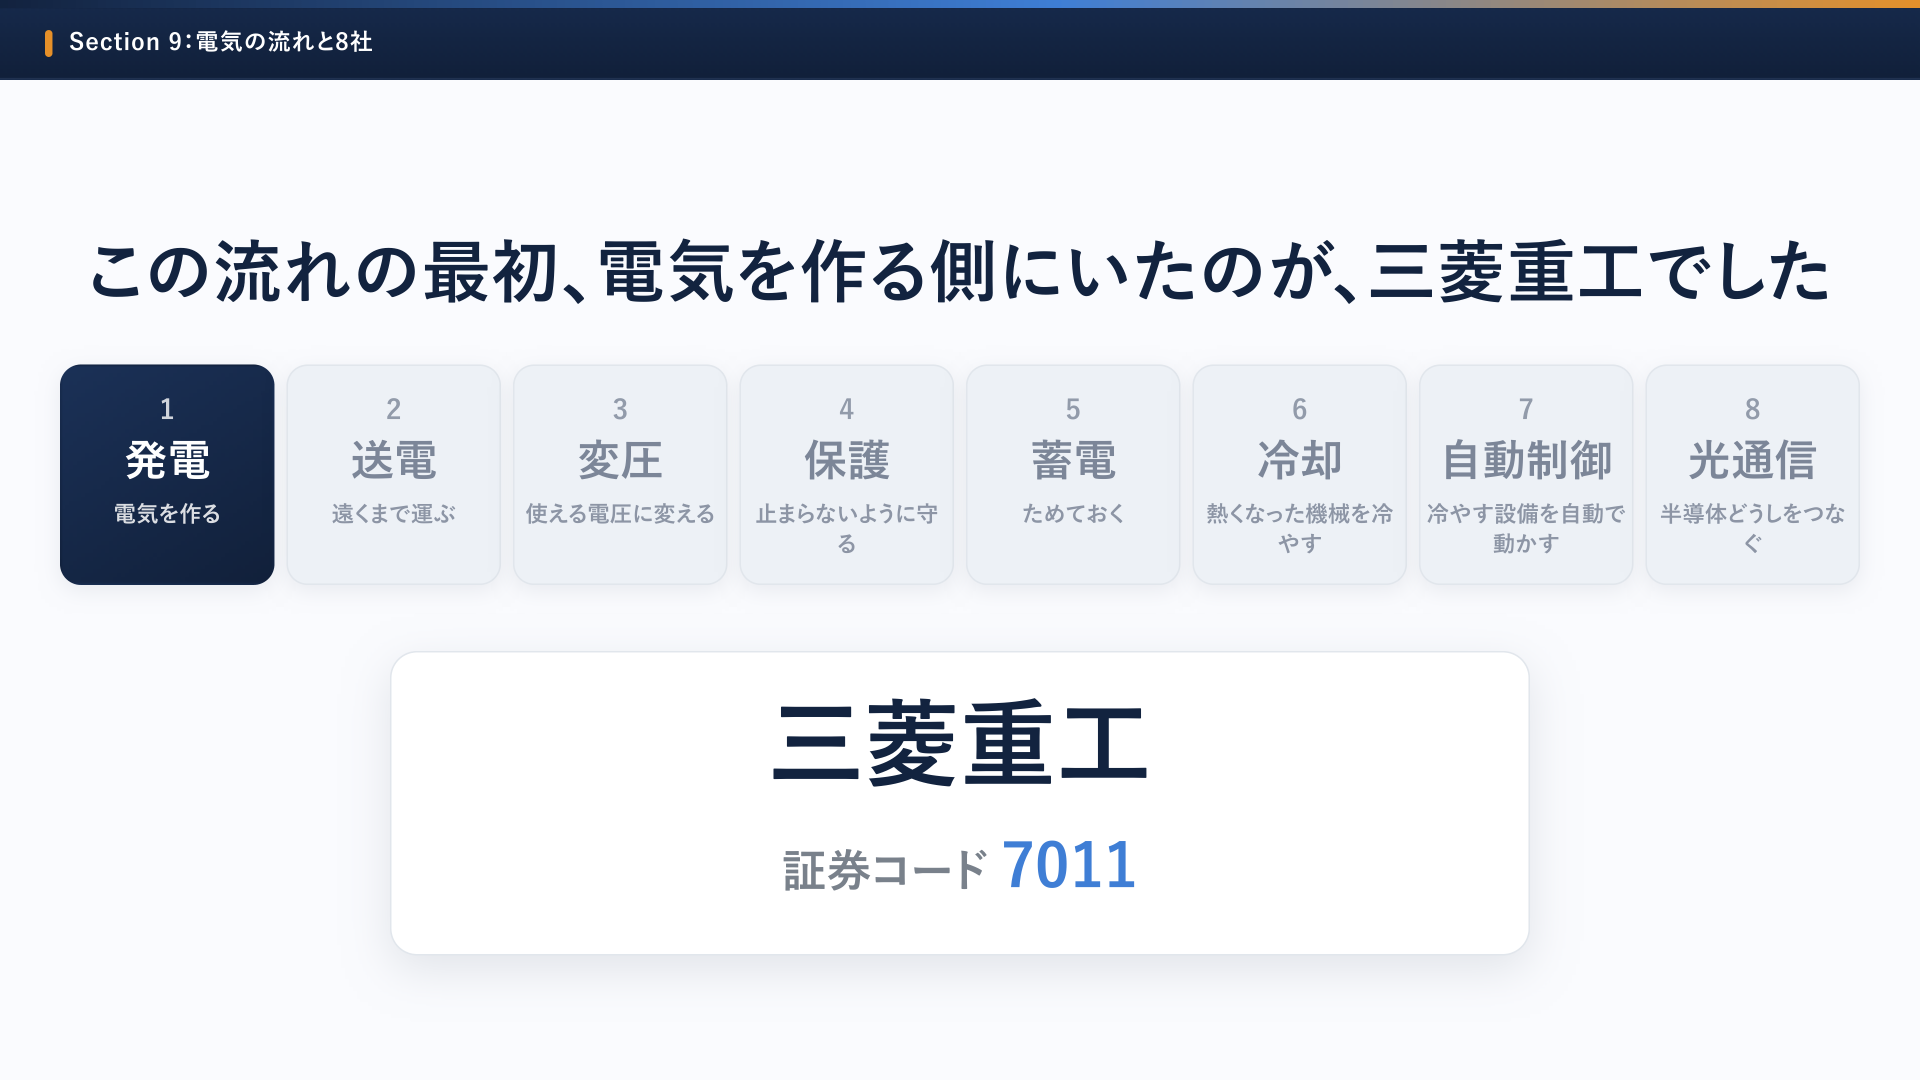 Section 9：電気の流れと8社
この流れの最初、電気を作る側にいたのが、三菱重工でした
1
発電
電気を作る
2
送電
遠くまで運ぶ
3
変圧
使える電圧に変える
4
保護
止まらないように守
る
5
蓄電
ためておく
6
冷却
熱くなった機械を冷
やす
7
自動制御
冷やす設備を自動で
動かす
8
光通信
半導体どうしをつな
ぐ
三菱重工
証券コード 7011